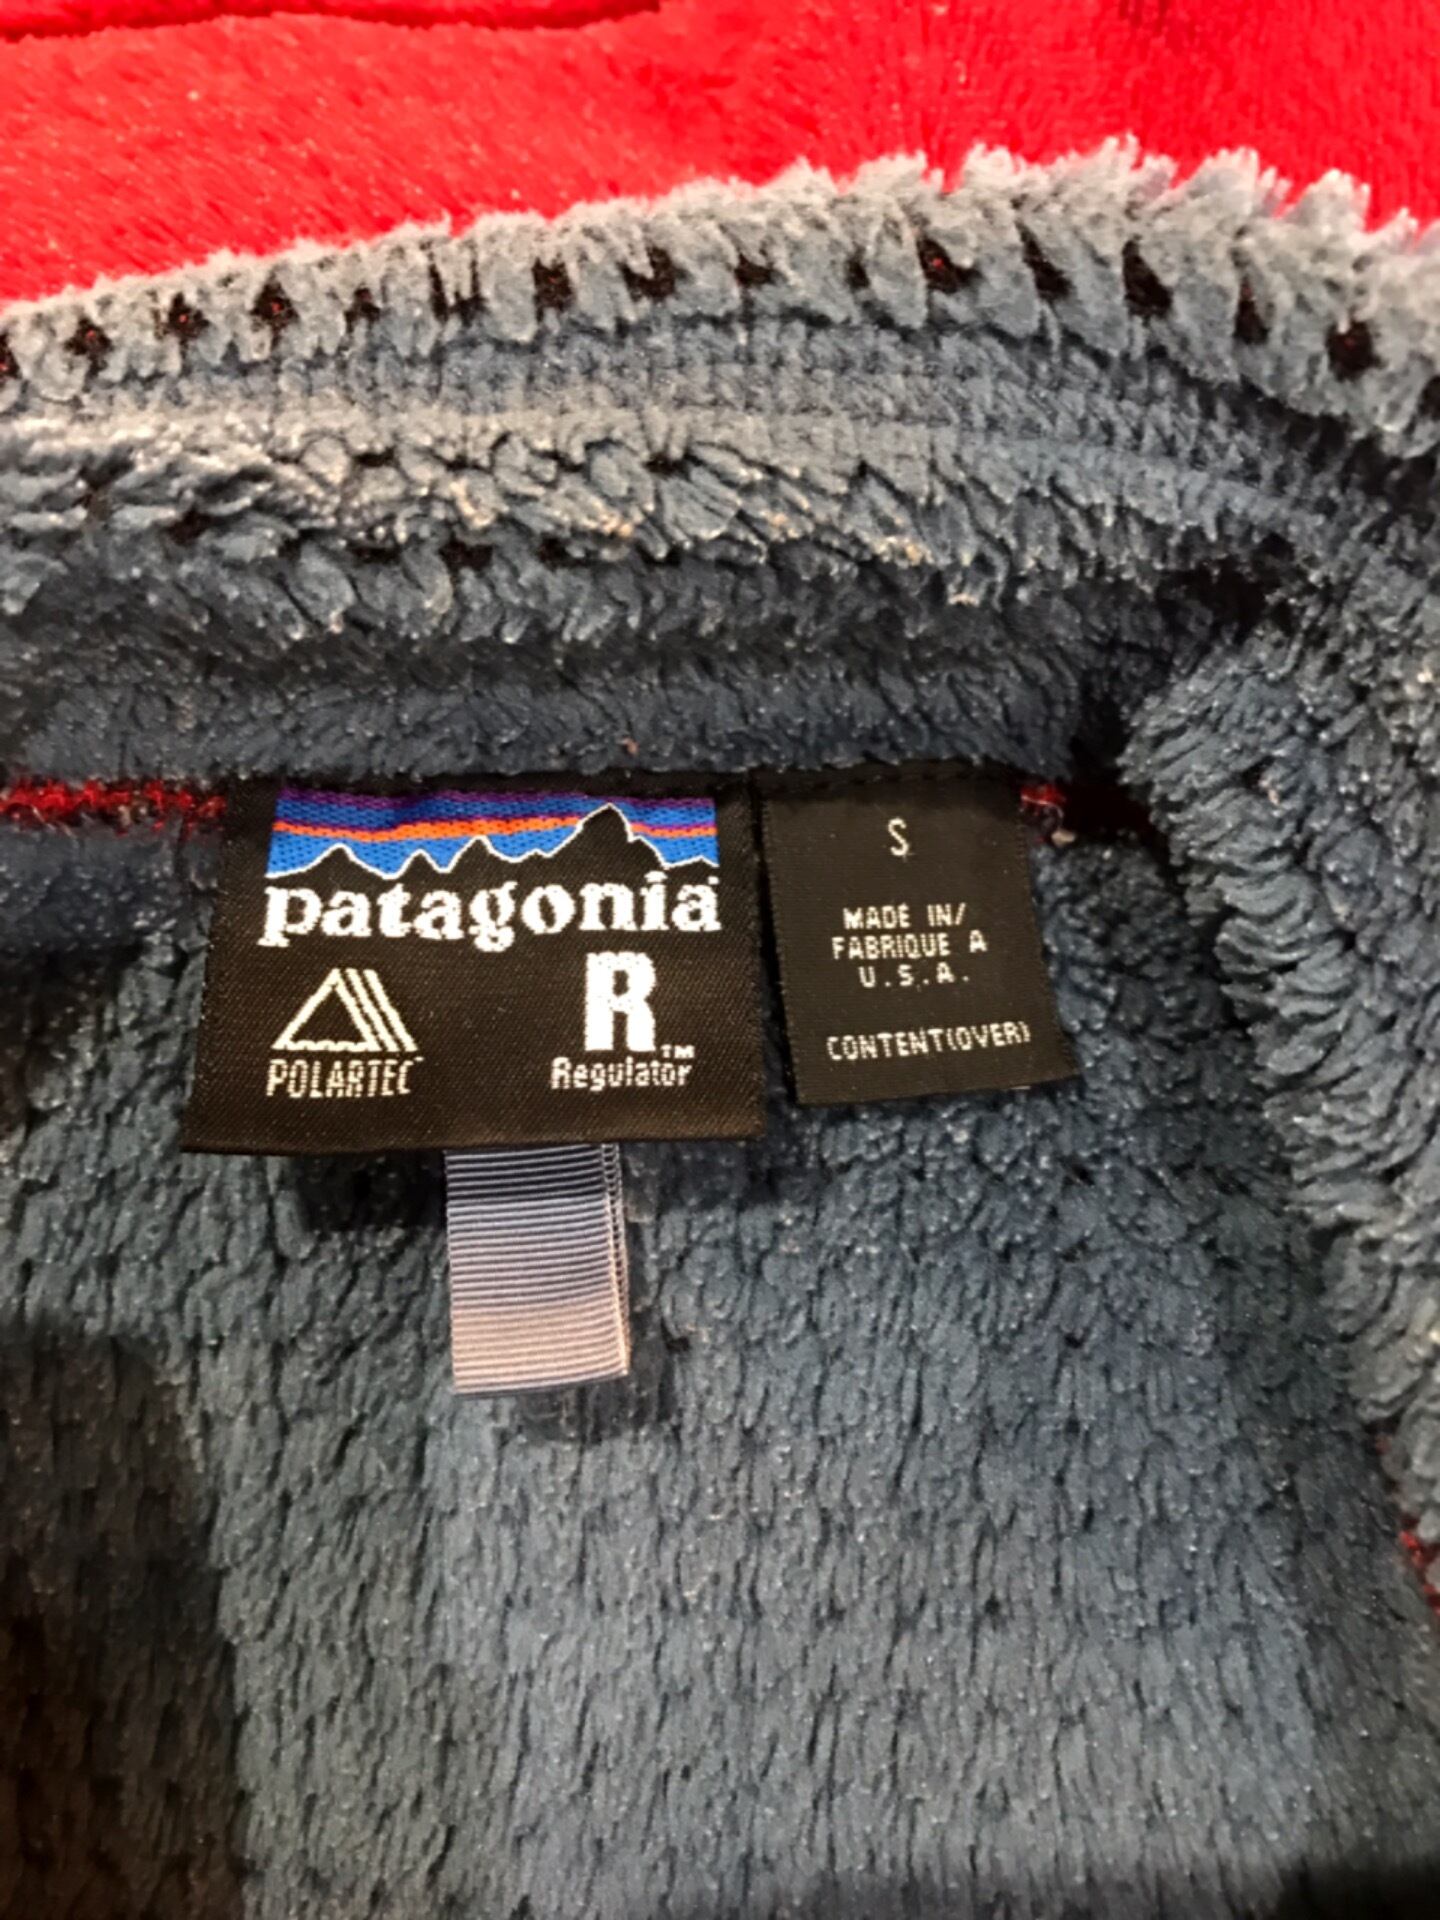 patagonia
POLARTEC
R
Regulator™
S
MADE IN/
FABRIQUE A
U.S.A.
CONTENT(OVER)